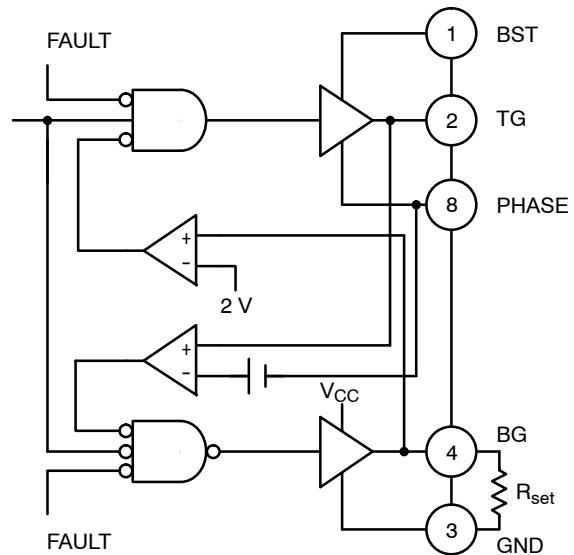 FAULT
1 BST
2 TG
8 PHASE
+
−
2 V
+
−
VCC
BG
4
Rset
3
GND
FAULT